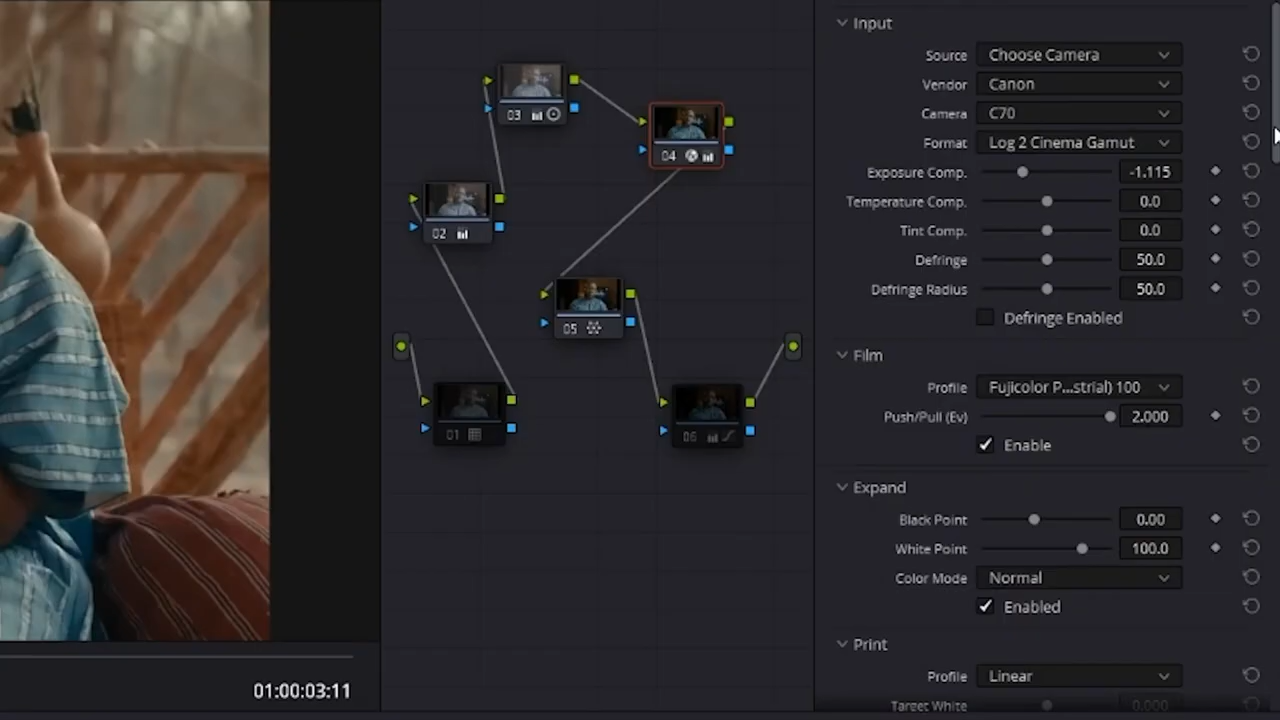 03
04
02
05
01
06
01:00:03:11
Input
Source Choose Camera
Vendor Canon
Camera C70
Format Log 2 Cinema Gamut
Exposure Comp. -1.115
Temperature Comp. 0.0
Tint Comp. 0.0
Defringe 50.0
Defringe Radius 50.0
Defringe Enabled
Film
Profile Fujicolor P...strial) 100
Push/Pull (Ev) 2.000
Enable
Expand
Black Point 0.00
White Point 100.0
Color Mode Normal
Enabled
Print
Profile Linear
Target White 0.000